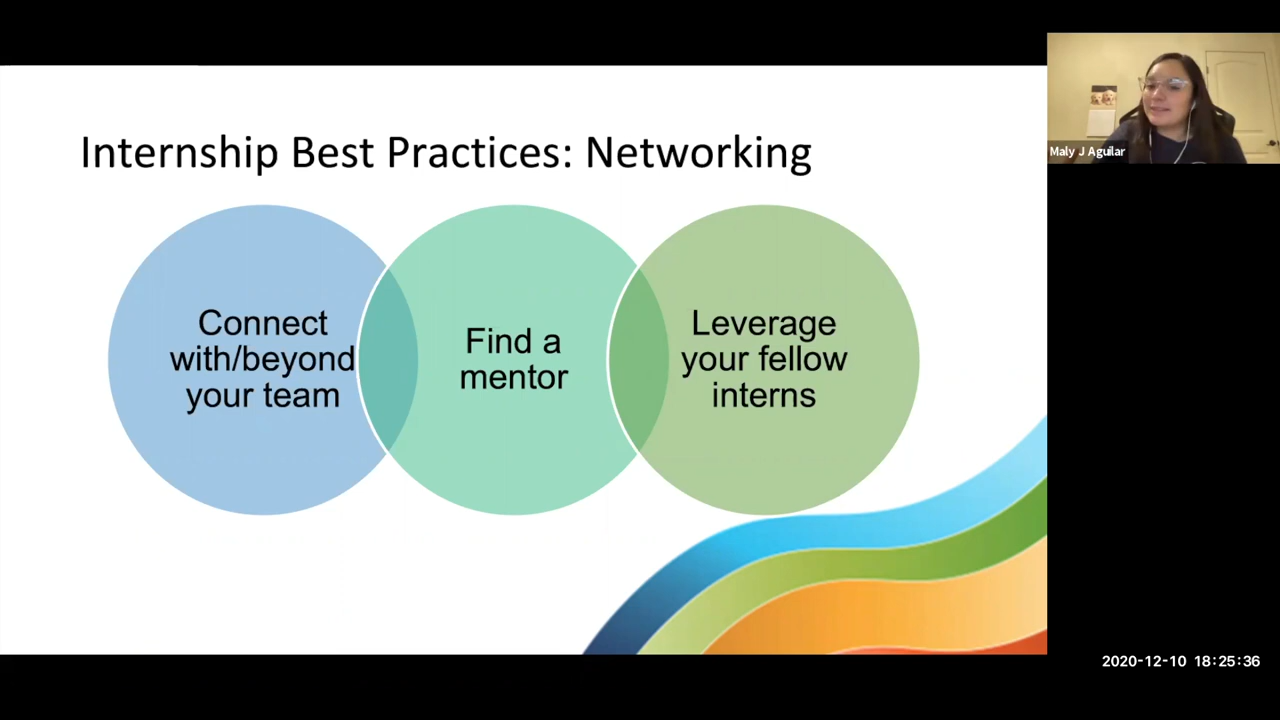 Internship Best Practices: Networking
Connect
with/beyond
your team
Find a
mentor
Leverage
your fellow
interns
Maly J Aguilar
2020-12-10 18:25:36